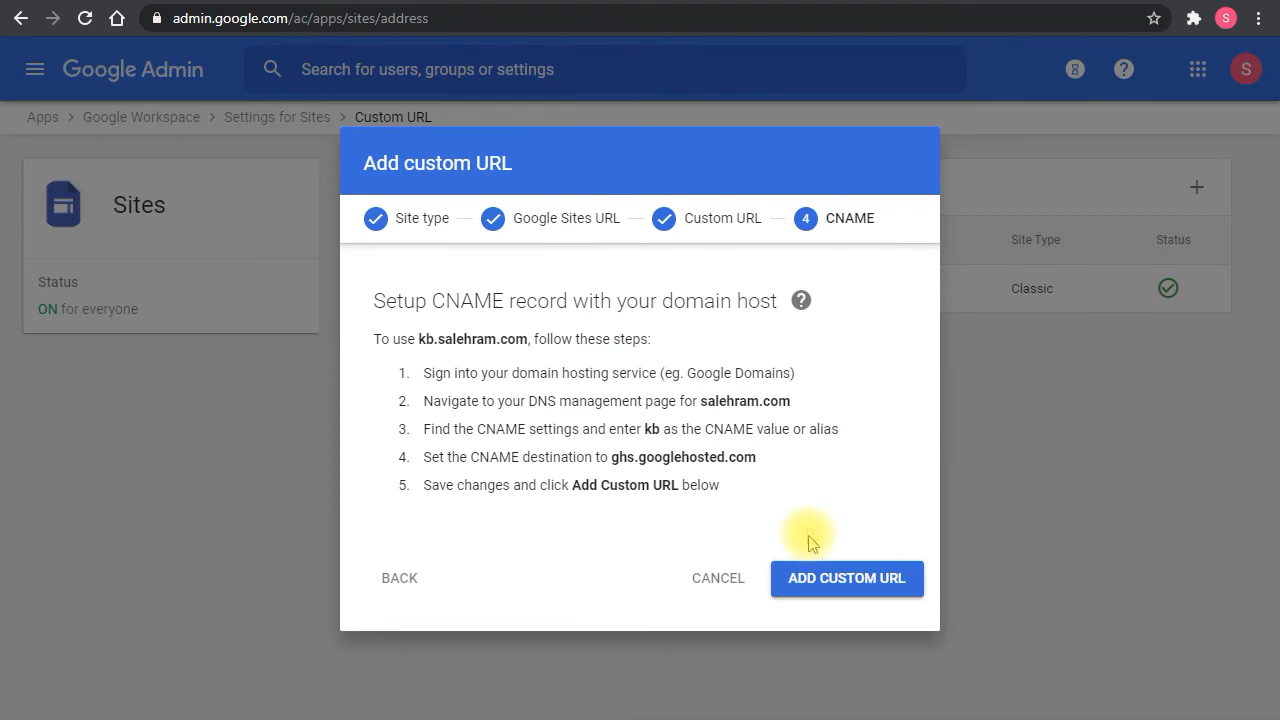 admin.google.com/ac/apps/sites/address
S
Google Admin
Search for users, groups or settings
S
Apps > Google Workspace > Settings for Sites > Custom URL
Add custom URL
Site type
Google Sites URL
Custom URL
4 CNAME
Sites
Status
ON for everyone
Site Type
Status
Classic
Setup CNAME record with your domain host ?
To use kb.salehram.com, follow these steps:
1. Sign into your domain hosting service (eg. Google Domains)
2. Navigate to your DNS management page for salehram.com
3. Find the CNAME settings and enter kb as the CNAME value or alias
4. Set the CNAME destination to ghs.googlehosted.com
5. Save changes and click Add Custom URL below
BACK
CANCEL
ADD CUSTOM URL